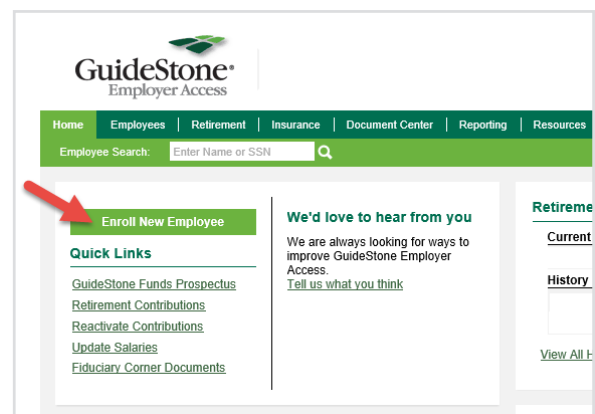 GuideStone®
Employer Access
Home Employees | Retirement | Insurance | Document Center | Reporting | Resources
Employee Search: Enter Name or SSN
Enroll New Employee
Quick Links
GuideStone Funds Prospectus
Retirement Contributions
Reactivate Contributions
Update Salaries
Fiduciary Corner Documents
We'd love to hear from you
We are always looking for ways to
improve GuideStone Employer
Access.
Tell us what you think
Retireme
Current
History
View All H